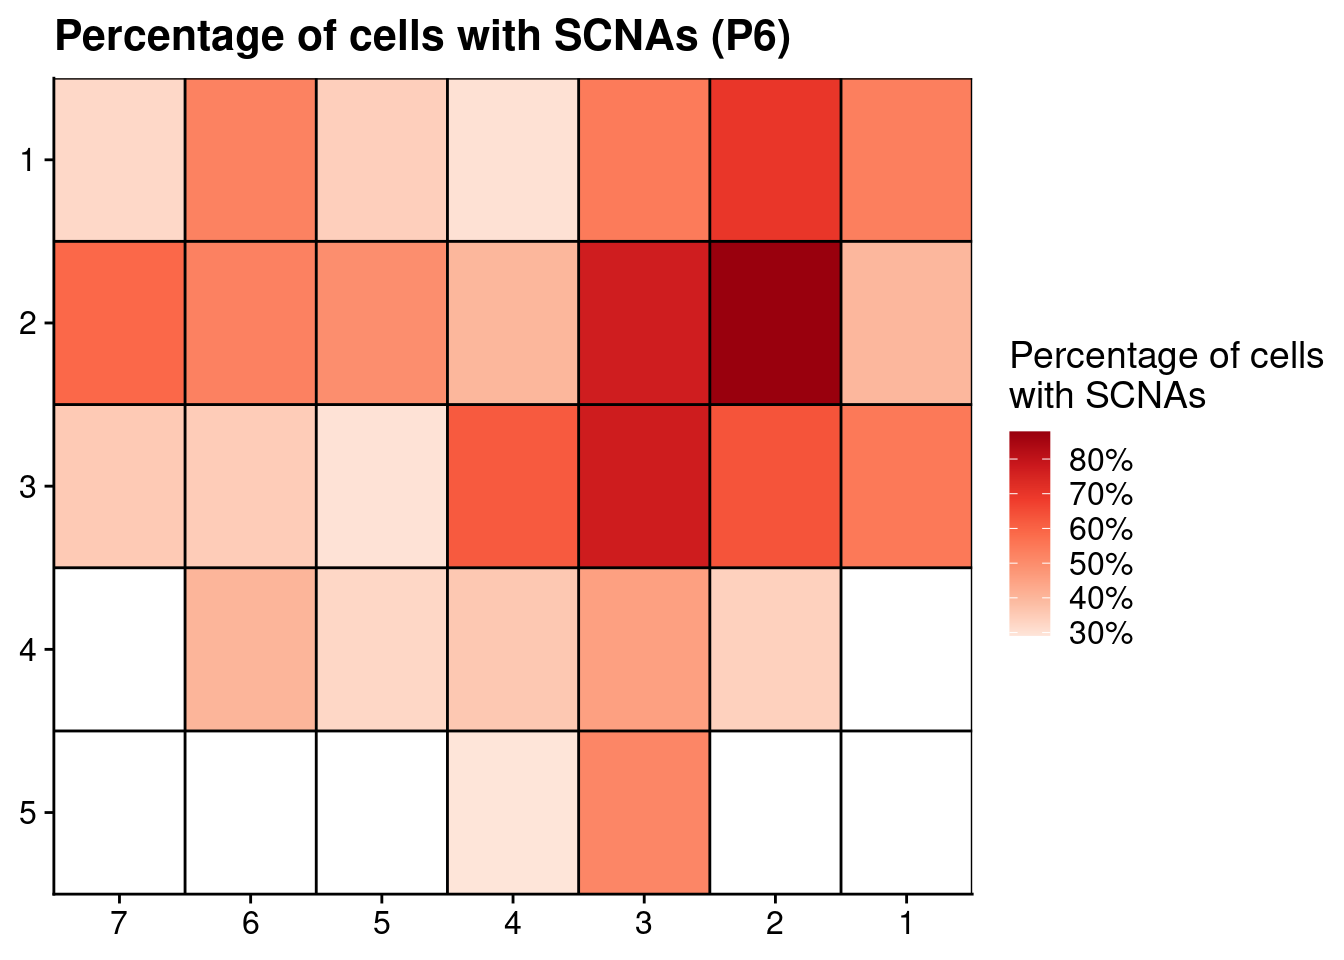 Percentage of cells with SCNAs (P6)
1
2
3
4
5
7 6 5 4 3 2 1
Percentage of cells
with SCNAs
80%
70%
60%
50%
40%
30%